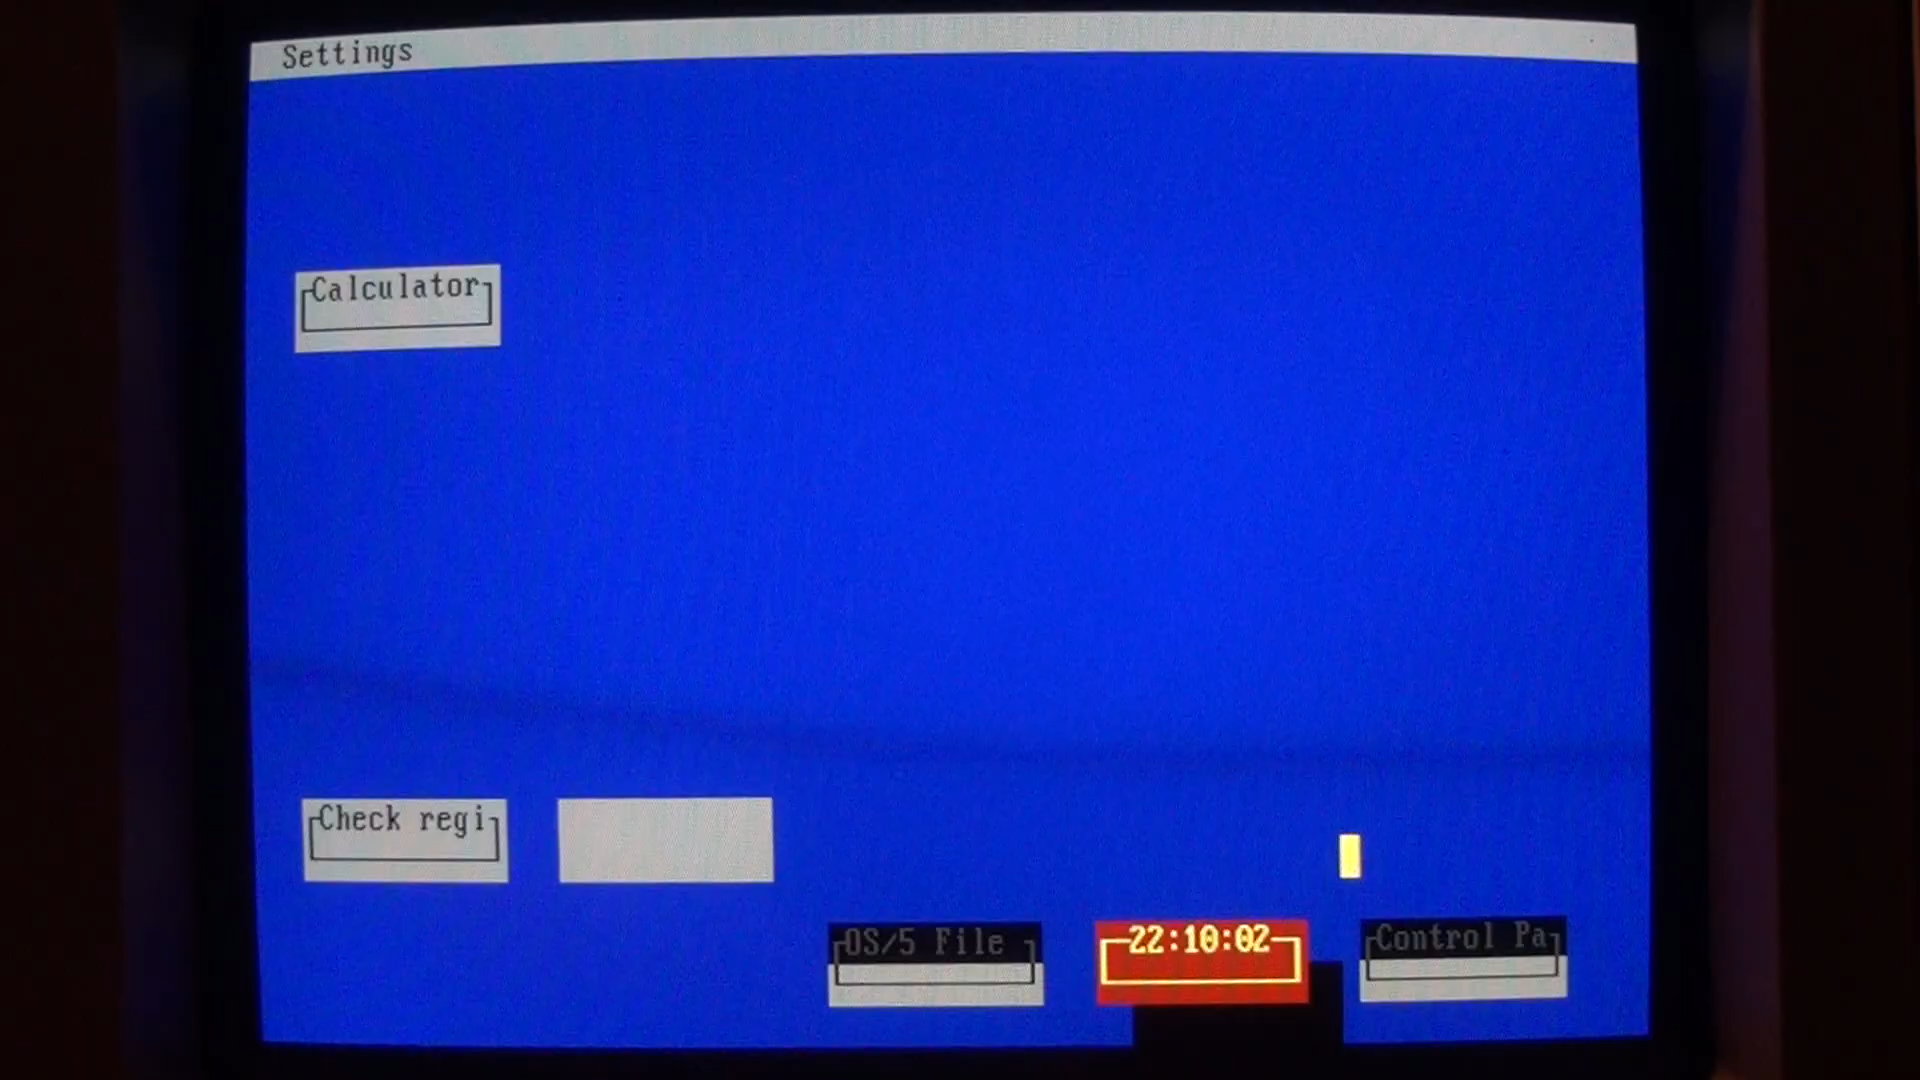 Settings
Calculator
Check regi
OS/5 File
22:10:02
Control Pa